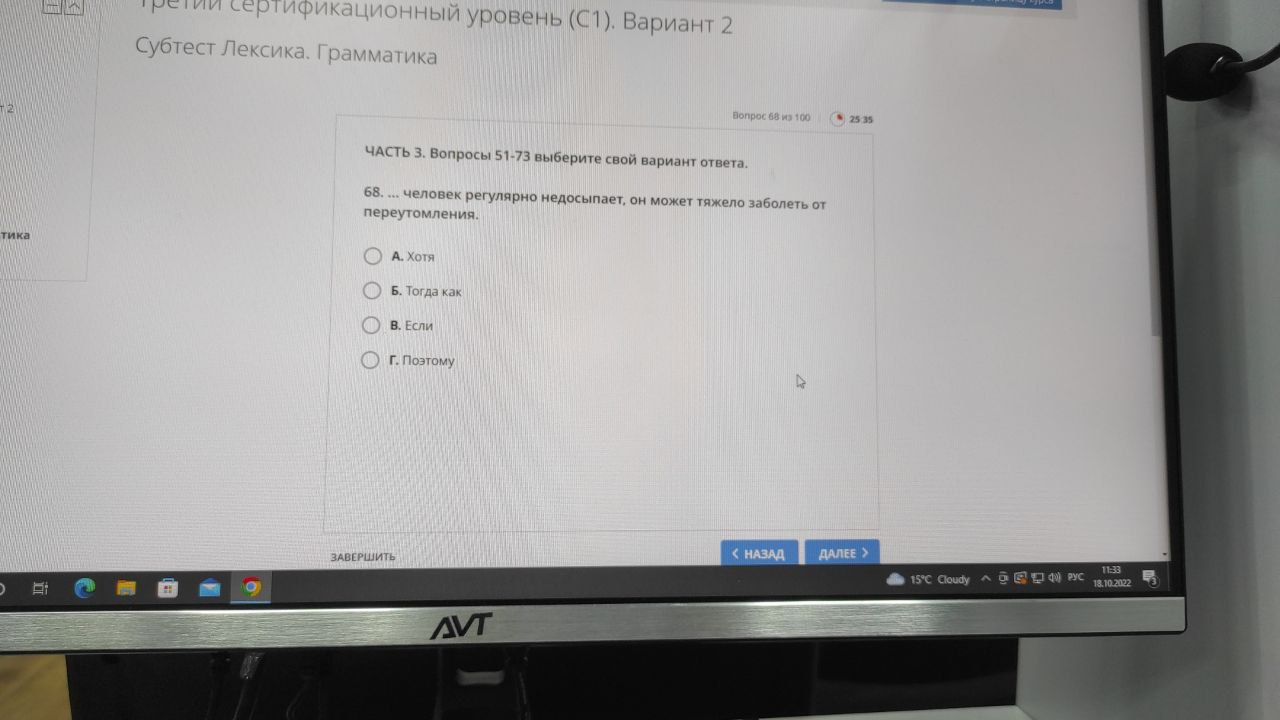 Третий сертификационный уровень (С1). Вариант 2
Субтест Лексика. Грамматика
т 2
Вопрос 68 из 100
25 35
ЧАСТЬ 3. Вопросы 51-73 выберите свой вариант ответа.
68. ... человек регулярно недосыпает, он может тяжело заболеть от
переутомления.
тика
А. Хотя
Б. Тогда как
В. Если
Г. Поэтому
ЗАВЕРШИТЬ
НАЗАД
ДАЛЕЕ
15°C Cloudy
РУС
11:33
18.10.2022
3
AVT